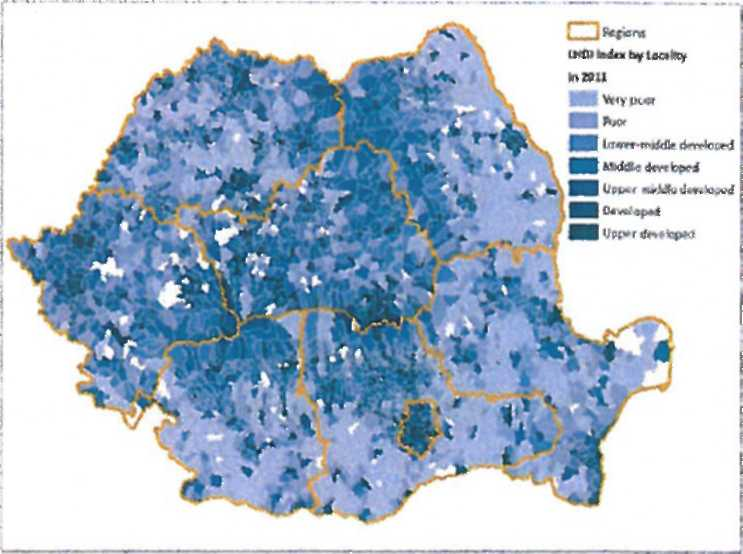 Regions
LHDI Index by Locality
in 2011
Very poor
Poor
Lower-middle developed
Middle developed
Upper middle developed
Developed
Upper developed